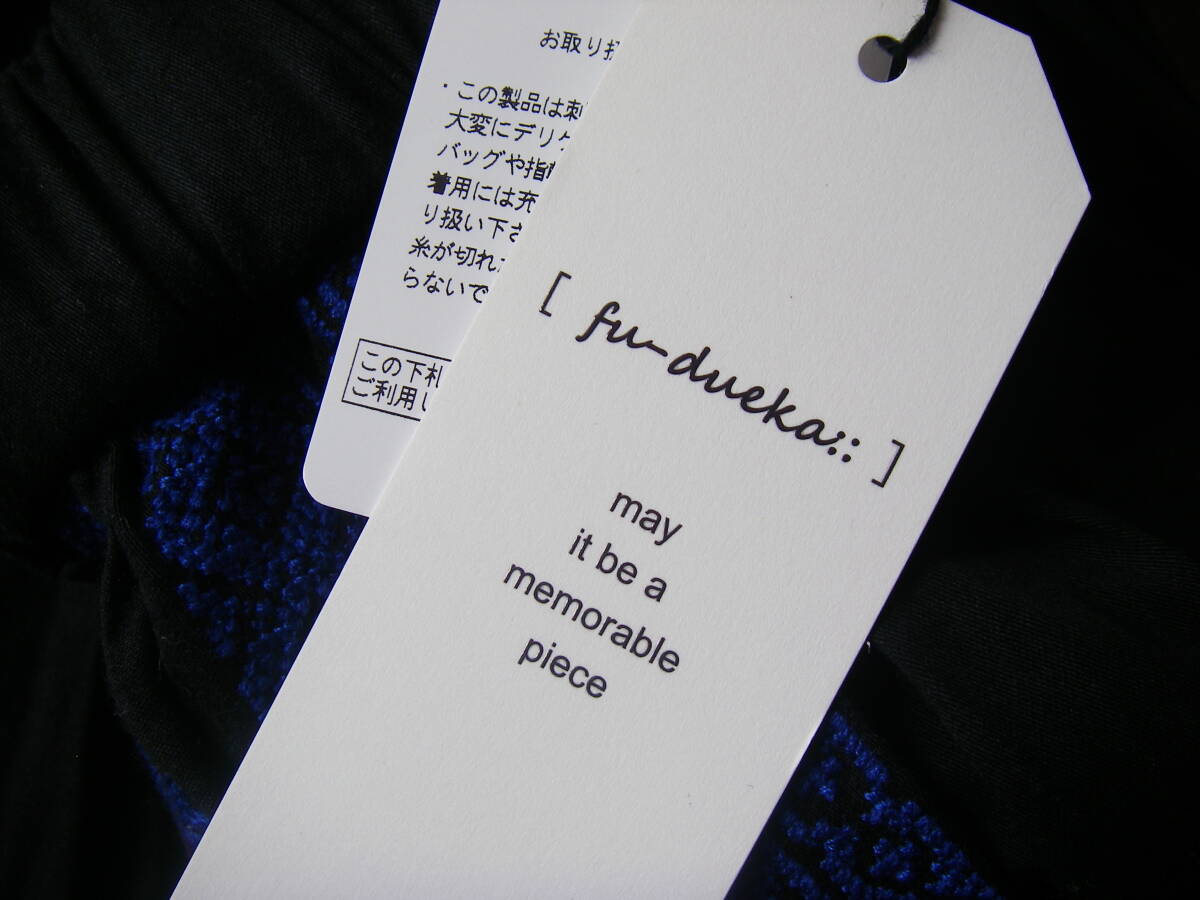 お取り扱
・この製品は刺
大変にデリケ
バッグや指
着用には充
り扱い下さ
糸が切れ
らないで
この下札
ご利用し
[ fu-dueka:: ]
may
it be a
memorable
piece